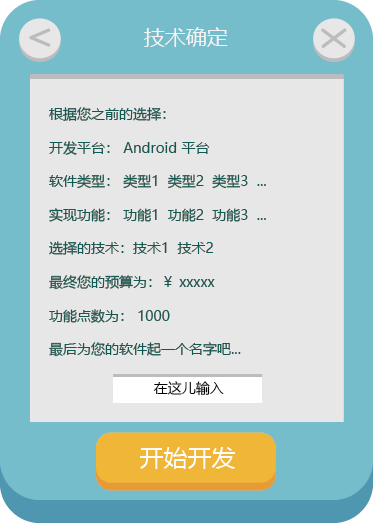 技术确定
根据您之前的选择：
开发平台： Android 平台
软件类型： 类型1 类型2 类型3 ...
实现功能： 功能1 功能2 功能3 ...
选择的技术：技术1 技术2
最终您的预算为：￥ xxxxx
功能点数为： 1000
最后为您的软件起一个名字吧...
在这儿输入
开始开发